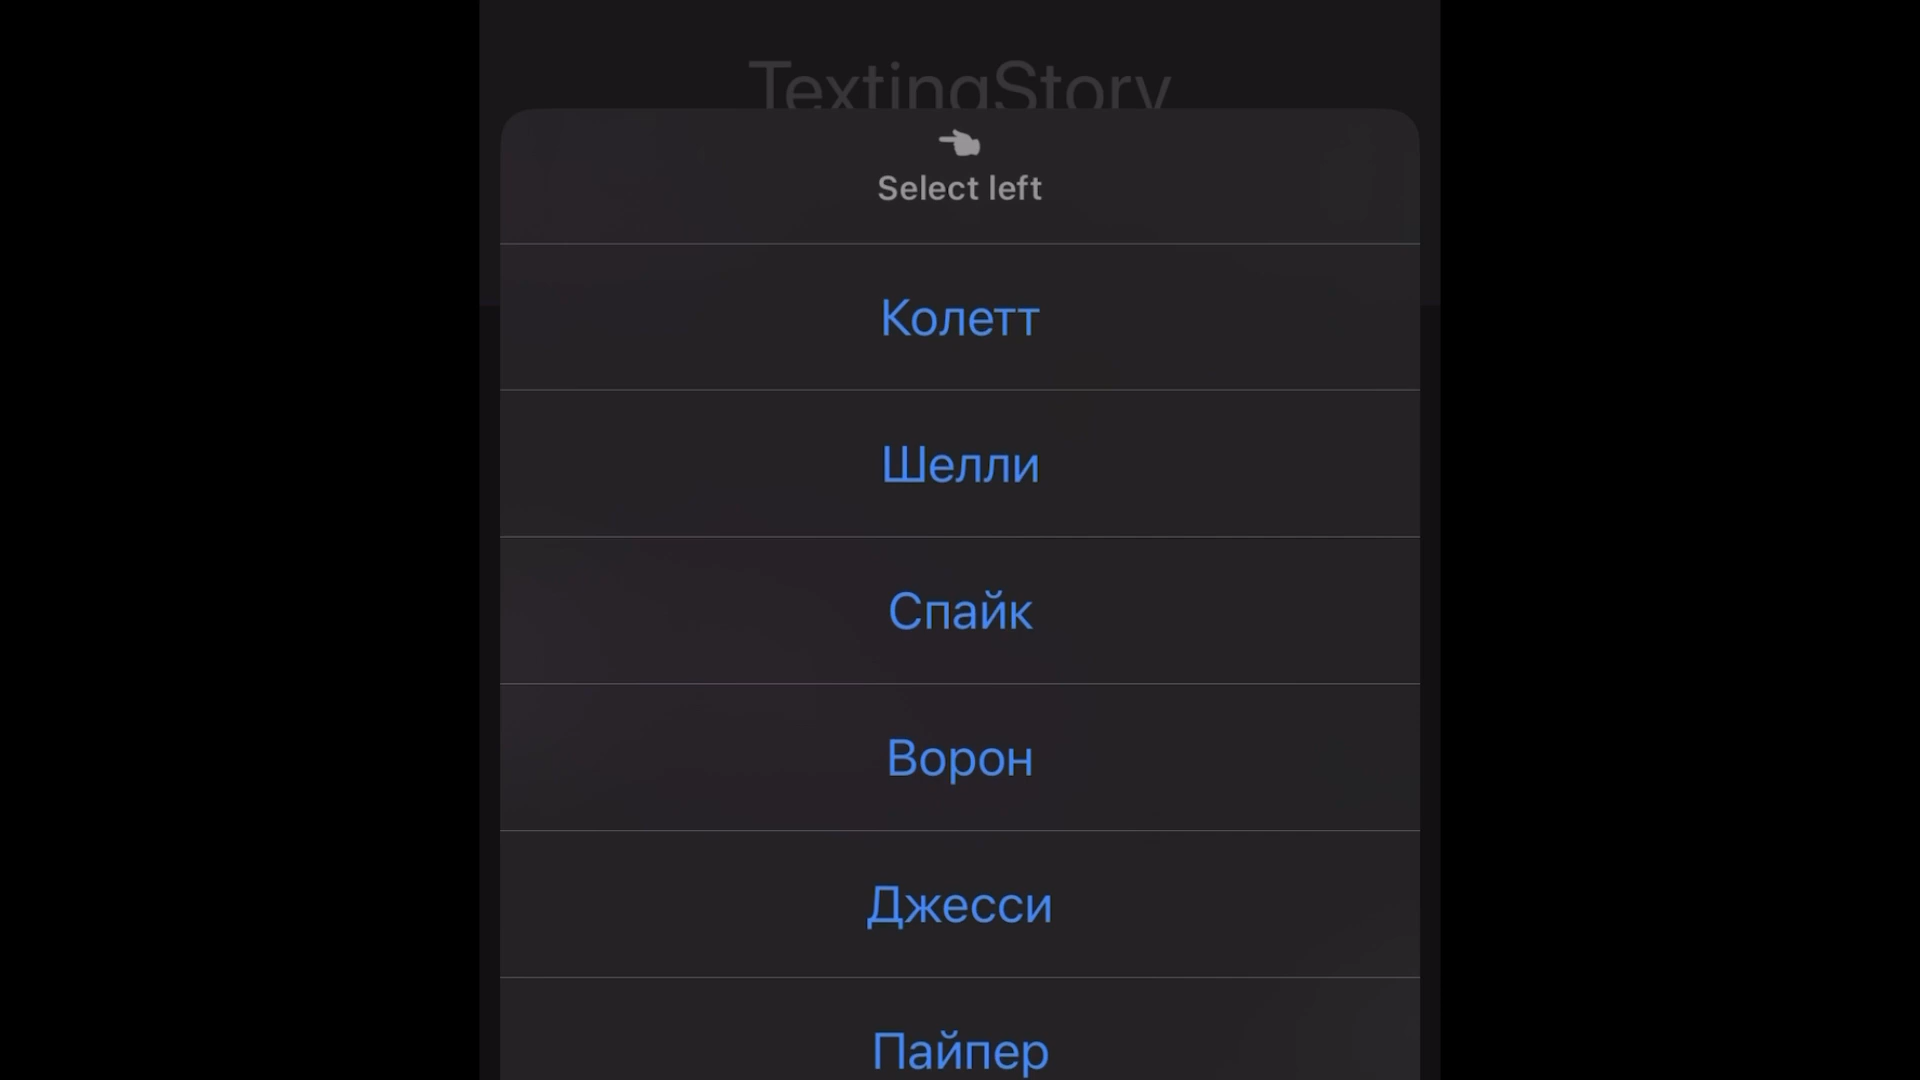 TextingStory
Select left
Колетт
Шелли
Спайк
Ворон
Джесси
Пайпер